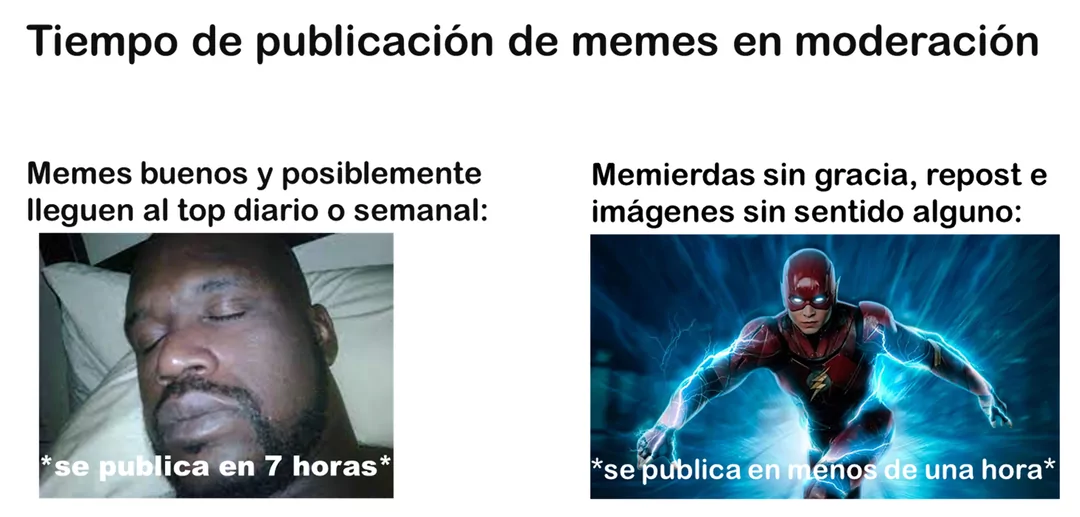 Tiempo de publicación de memes en moderación
Memes buenos y posiblemente
lleguen al top diario o semanal:
*se publica en 7 horas*
Memierdas sin gracia, repost e
imágenes sin sentido alguno:
*se publica en menos de una hora*